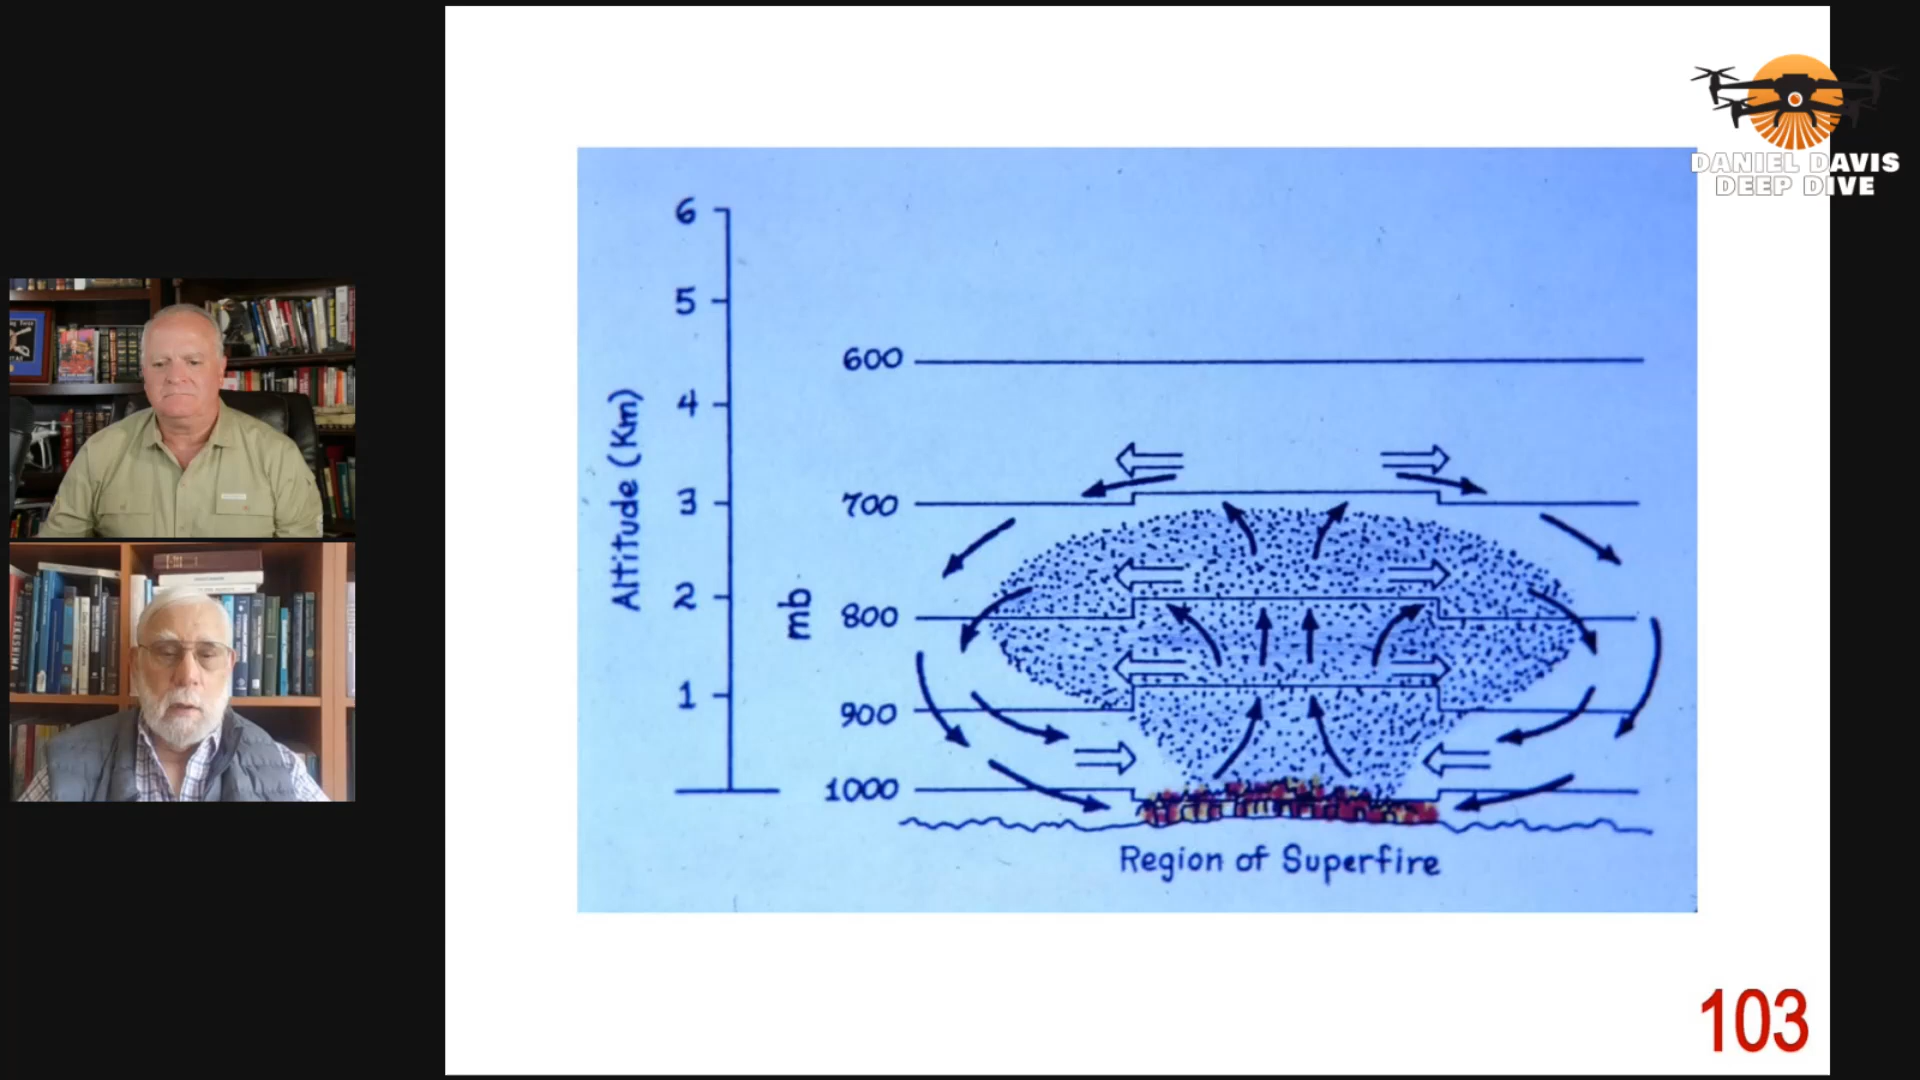 DANIEL DAVIS
DEEP DIVE
6
5
4
3
2
1
Altitude (Km)
mb
600
700
800
900
1000
Region of Superfire
103
FUKUSHIMA